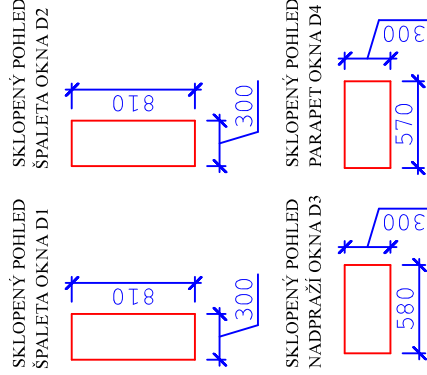 SKLOPENÝ POHLED
ŠPALETA OKNA D1
810
300
SKLOPENÝ POHLED
ŠPALETA OKNA D2
810
300
SKLOPENÝ POHLED
NADPRAŽÍ OKNA D3
580
300
SKLOPENÝ POHLED
PARAPET OKNA D4
570
300